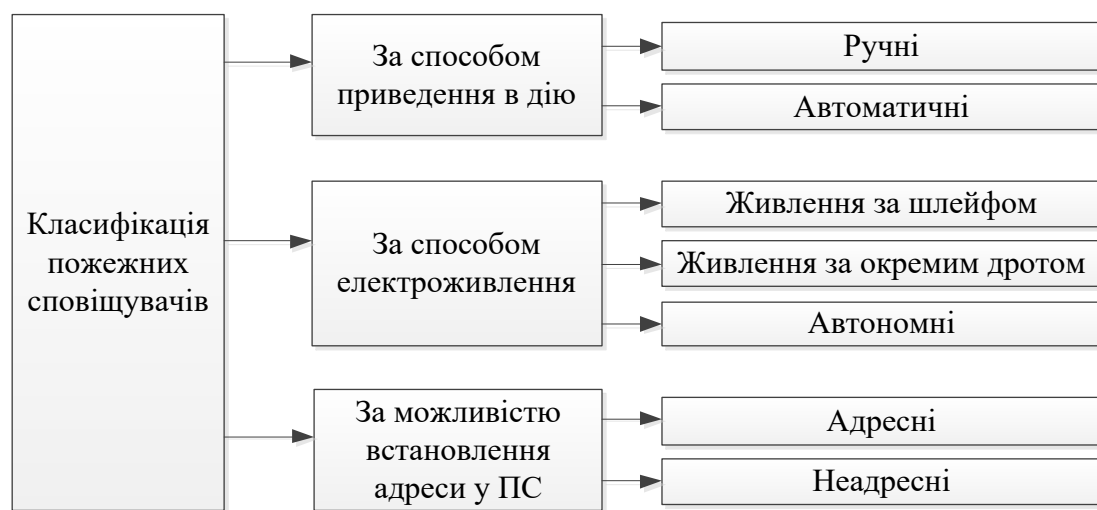 Класифікація
пожежних
сповіщувачів
За способом
приведення в дію
Ручні
Автоматичні
За способом
електроживлення
Живлення за шлейфом
Живлення за окремим дротом
Автономні
За можливістю
встановлення
адреси у ПС
Адресні
Неадресні